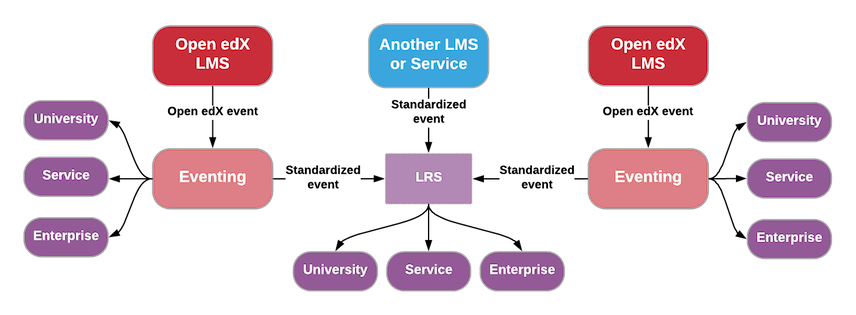 Open edX
LMS
Another LMS
or Service
Open edX
LMS
Open edX event
Standardized
event
Open edX event
University
Service
Enterprise
Eventing
Standardized
event
LRS
Standardized
event
Eventing
University
Service
Enterprise
University
Service
Enterprise